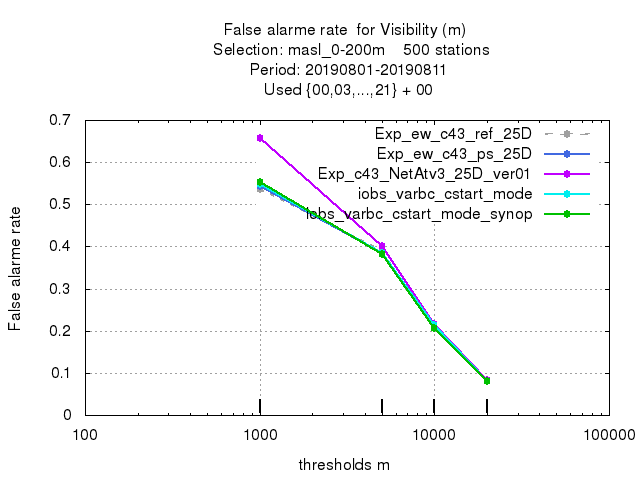 False alarme rate for Visibility (m)
Selection: masl_0-200m 500 stations
Period: 20190801-20190811
Used {00,03,...,21} + 00
Exp_ew_c43_ref_25D
Exp_ew_c43_ps_25D
Exp_c43_NetAtv3_25D_ver01
iobs_varbc_cstart_mode
iobs_varbc_cstart_mode_synop
False alarme rate
0.7
0.6
0.5
0.4
0.3
0.2
0.1
0
100
1000
10000
100000
thresholds m